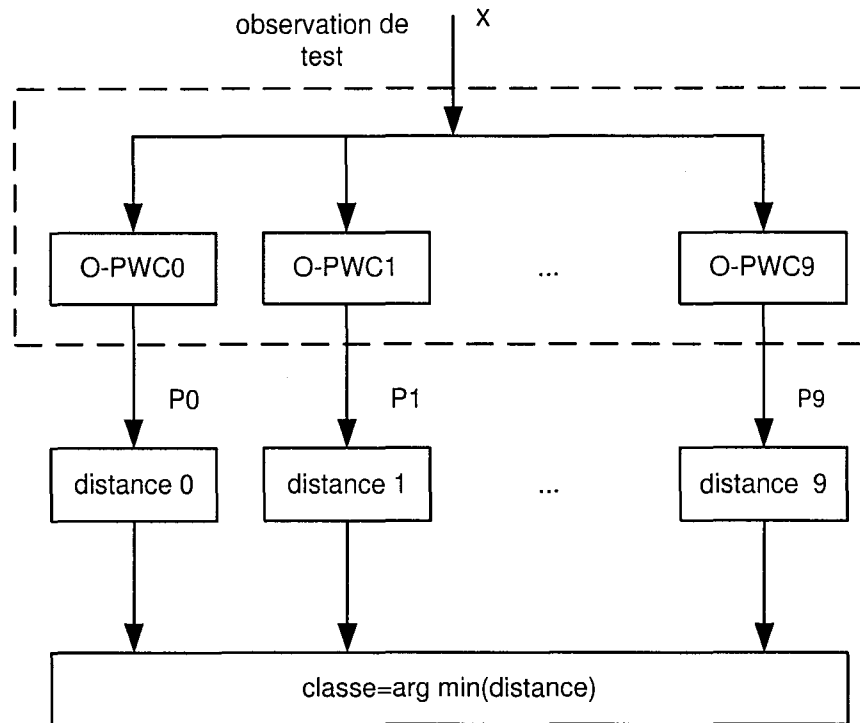 observation de
test
X
O-PWC0
O-PWC1
...
O-PWC9
P0
P1
P9
distance 0
distance 1
...
distance 9
classe=arg min(distance)